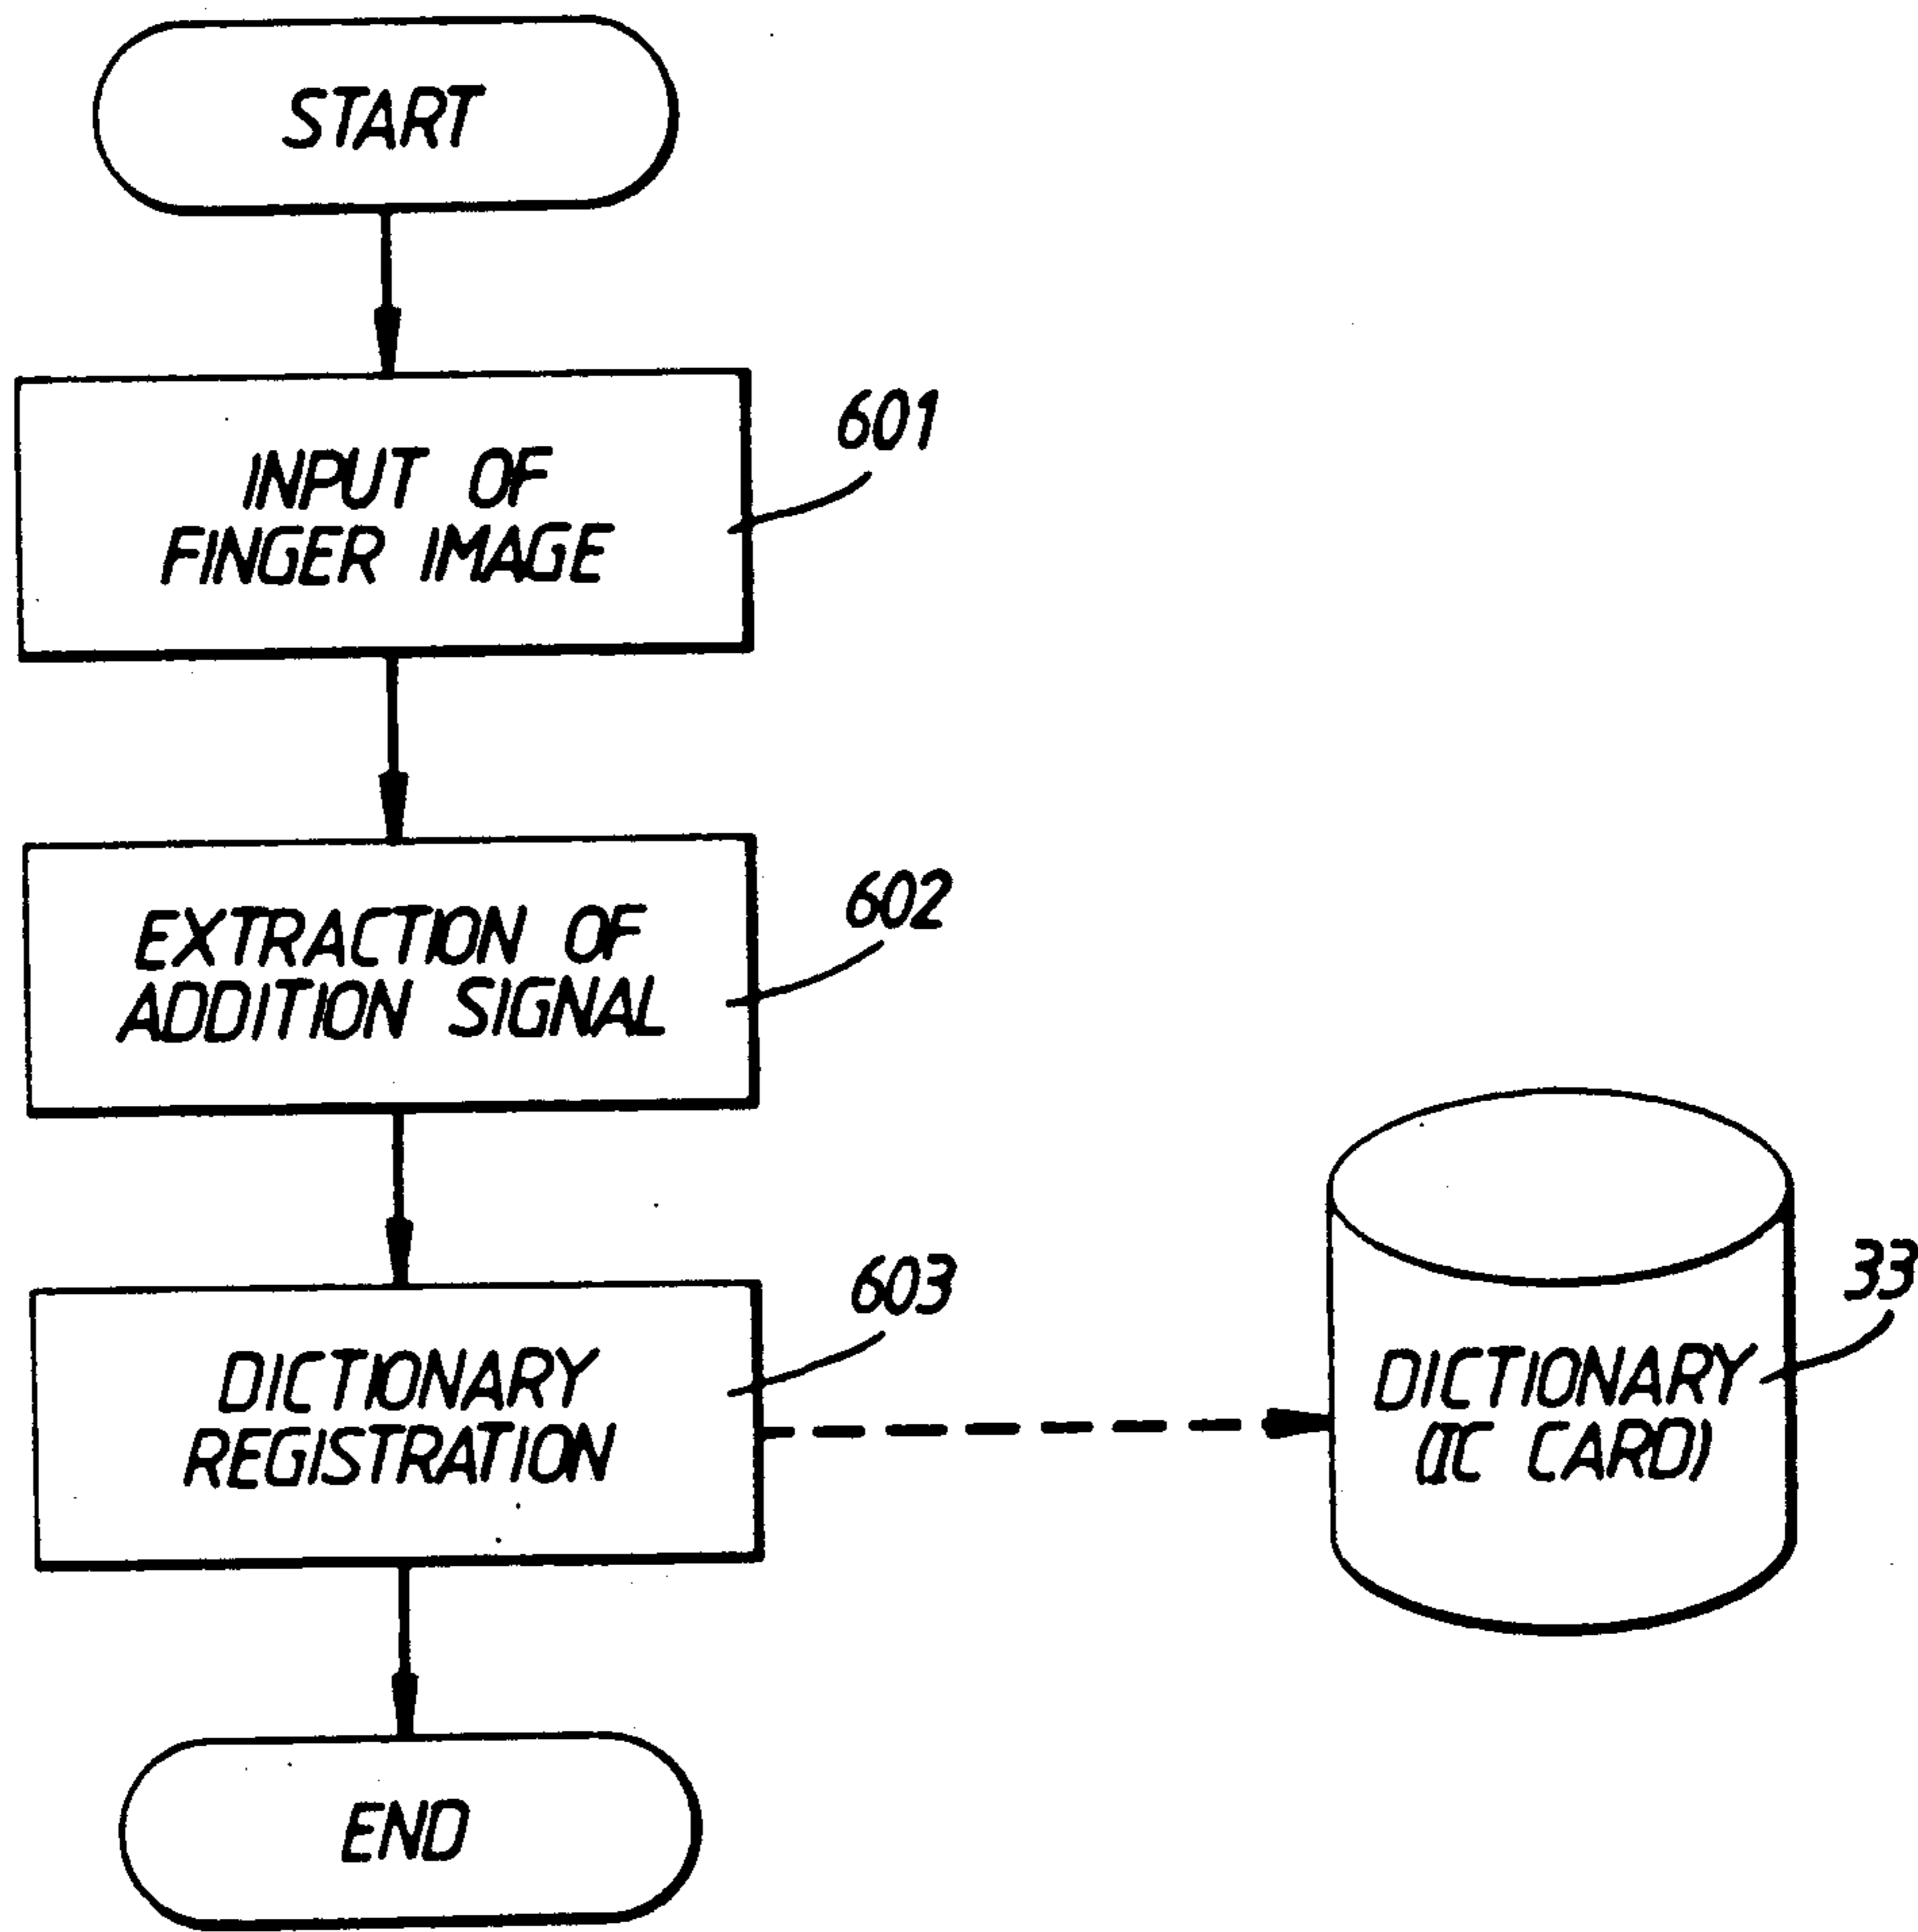 START
INPUT OF
FINGER IMAGE
601
EXTRACTION OF
ADDITION SIGNAL
602
DICTIONARY
REGISTRATION
603
DICTIONARY
(IC CARD)
33
END